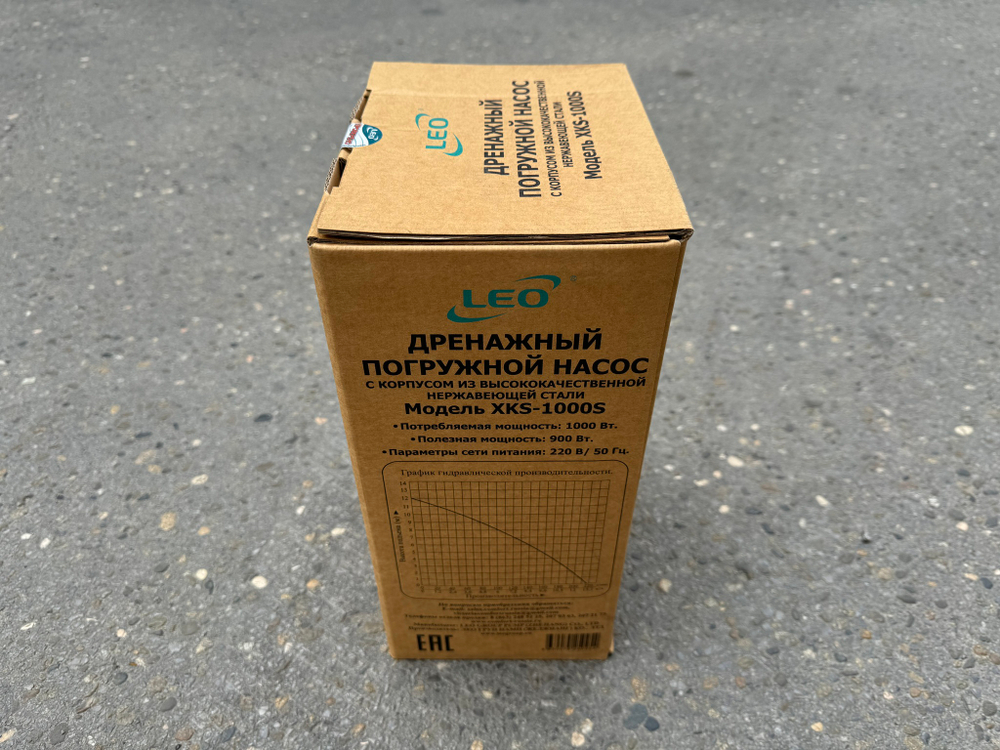 LEO
ДРЕНАЖНЫЙ
ПОГРУЖНОЙ НАСОС
С КОРПУСОМ ИЗ ВЫСОКОКАЧЕСТВЕННОЙ
НЕРЖАВЕЮЩЕЙ СТАЛИ
Модель XKS-1000S
LEO
ДРЕНАЖНЫЙ
ПОГРУЖНОЙ НАСОС
С КОРПУСОМ ИЗ ВЫСОКОКАЧЕСТВЕННОЙ
НЕРЖАВЕЮЩЕЙ СТАЛИ
Модель XKS-1000S
• Потребляемая мощность: 1000 Вт.
• Полезная мощность: 900 Вт.
• Параметры сети питания: 220 В/ 50 Гц.
График гидравлической производительности.
EAC